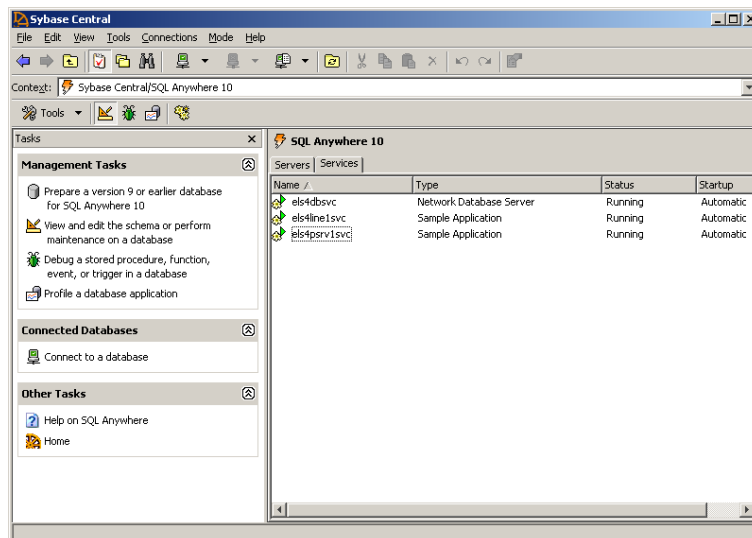 Sybase Central
File Edit View Tools Connections Mode Help
Context: Sybase Central/SQL Anywhere 10
Tools
Tasks
Management Tasks
Prepare a version 9 or earlier database
for SQL Anywhere 10
View and edit the schema or perform
maintenance on a database
Debug a stored procedure, function,
event, or trigger in a database
Profile a database application
Connected Databases
Connect to a database
Other Tasks
Help on SQL Anywhere
Home
SQL Anywhere 10
Servers Services
Name Type Status Startup
els4dbsvc Network Database Server Running Automatic
els4line1svc Sample Application Running Automatic
els4psrv1svc Sample Application Running Automatic